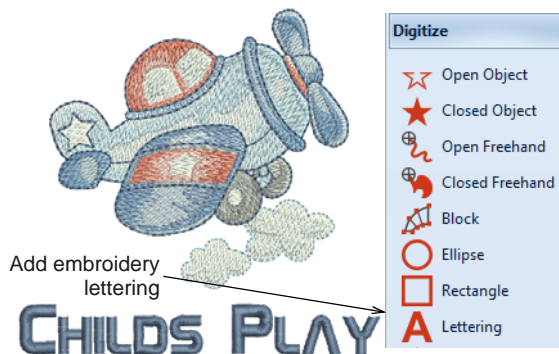 Digitize
Open Object
Closed Object
Open Freehand
Closed Freehand
Block
Ellipse
Rectangle
Lettering
Add embroidery
lettering
CHILDS PLAY